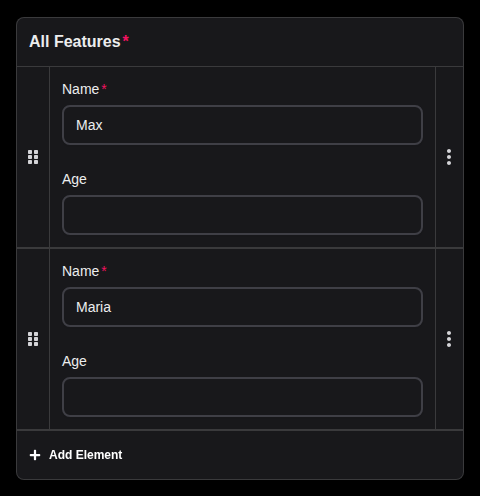 All Features*
Name*
Max
Age
Name*
Maria
Age
+ Add Element